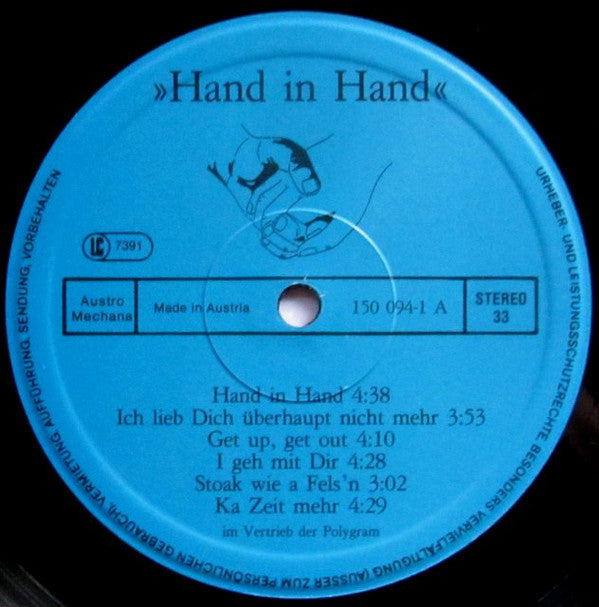 »Hand in Hand«
LC 7391
Austro
Mechana
Made in Austria
150 094-1 A
STEREO
33
Hand in Hand 4:38
Ich lieb Dich überhaupt nicht mehr 3:53
Get up, get out 4:10
I geh mit Dir 4:28
Stoak wie a Fels'n 3:02
Ka Zeit mehr 4:29
im Vertrieb der Polygram
URHEBER- UND LEISTUNGSSCHUTZRECHTE, BESONDERS VERVIELFÄLTIGUNG (AUSSER ZUM PERSÖNLICHEN GEBRAUCH), VERMIETUNG, AUFFÜHRUNG, SENDUNG, VORBEHALTEN